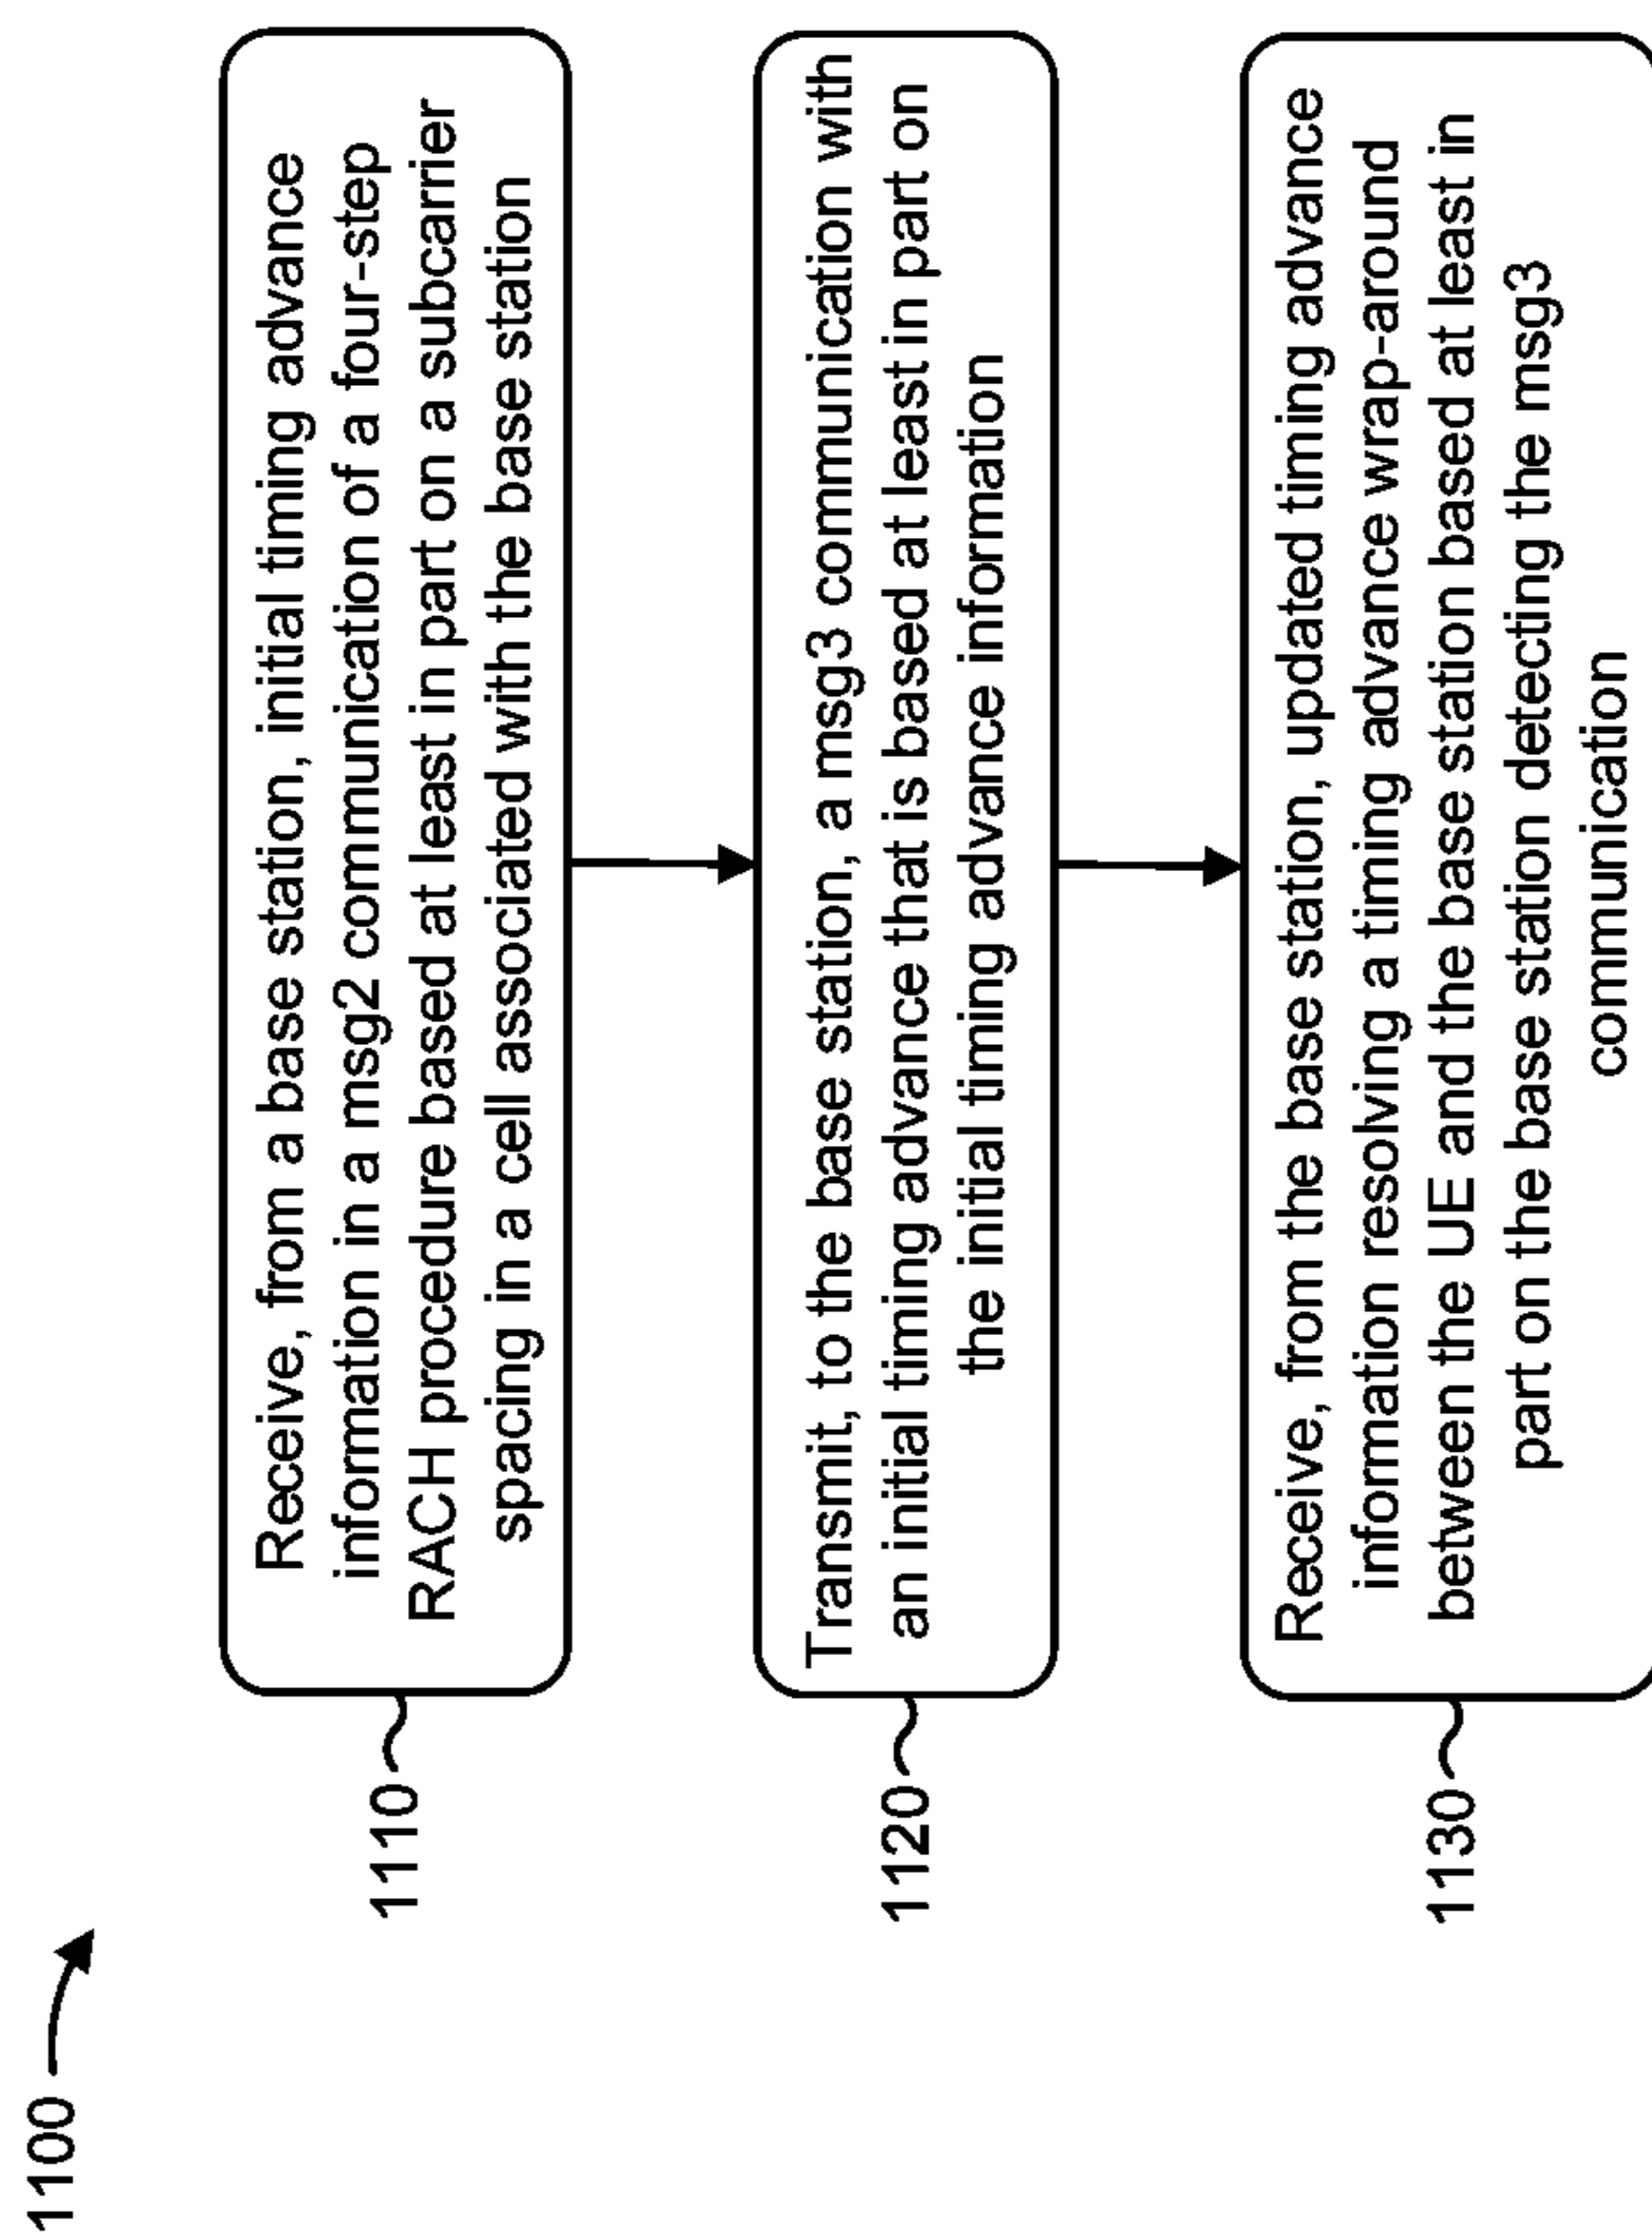 1100
1110
Receive, from a base station, initial timing advance
information in a msg2 communication of a four-step
RACH procedure based at least in part on a subcarrier
spacing in a cell associated with the base station
1120
Transmit, to the base station, a msg3 communication with
an initial timing advance that is based at least in part on
the initial timing advance information
1130
Receive, from the base station, updated timing advance
information resolving a timing advance wrap-around
between the UE and the base station based at least in
part on the base station detecting the msg3
communication